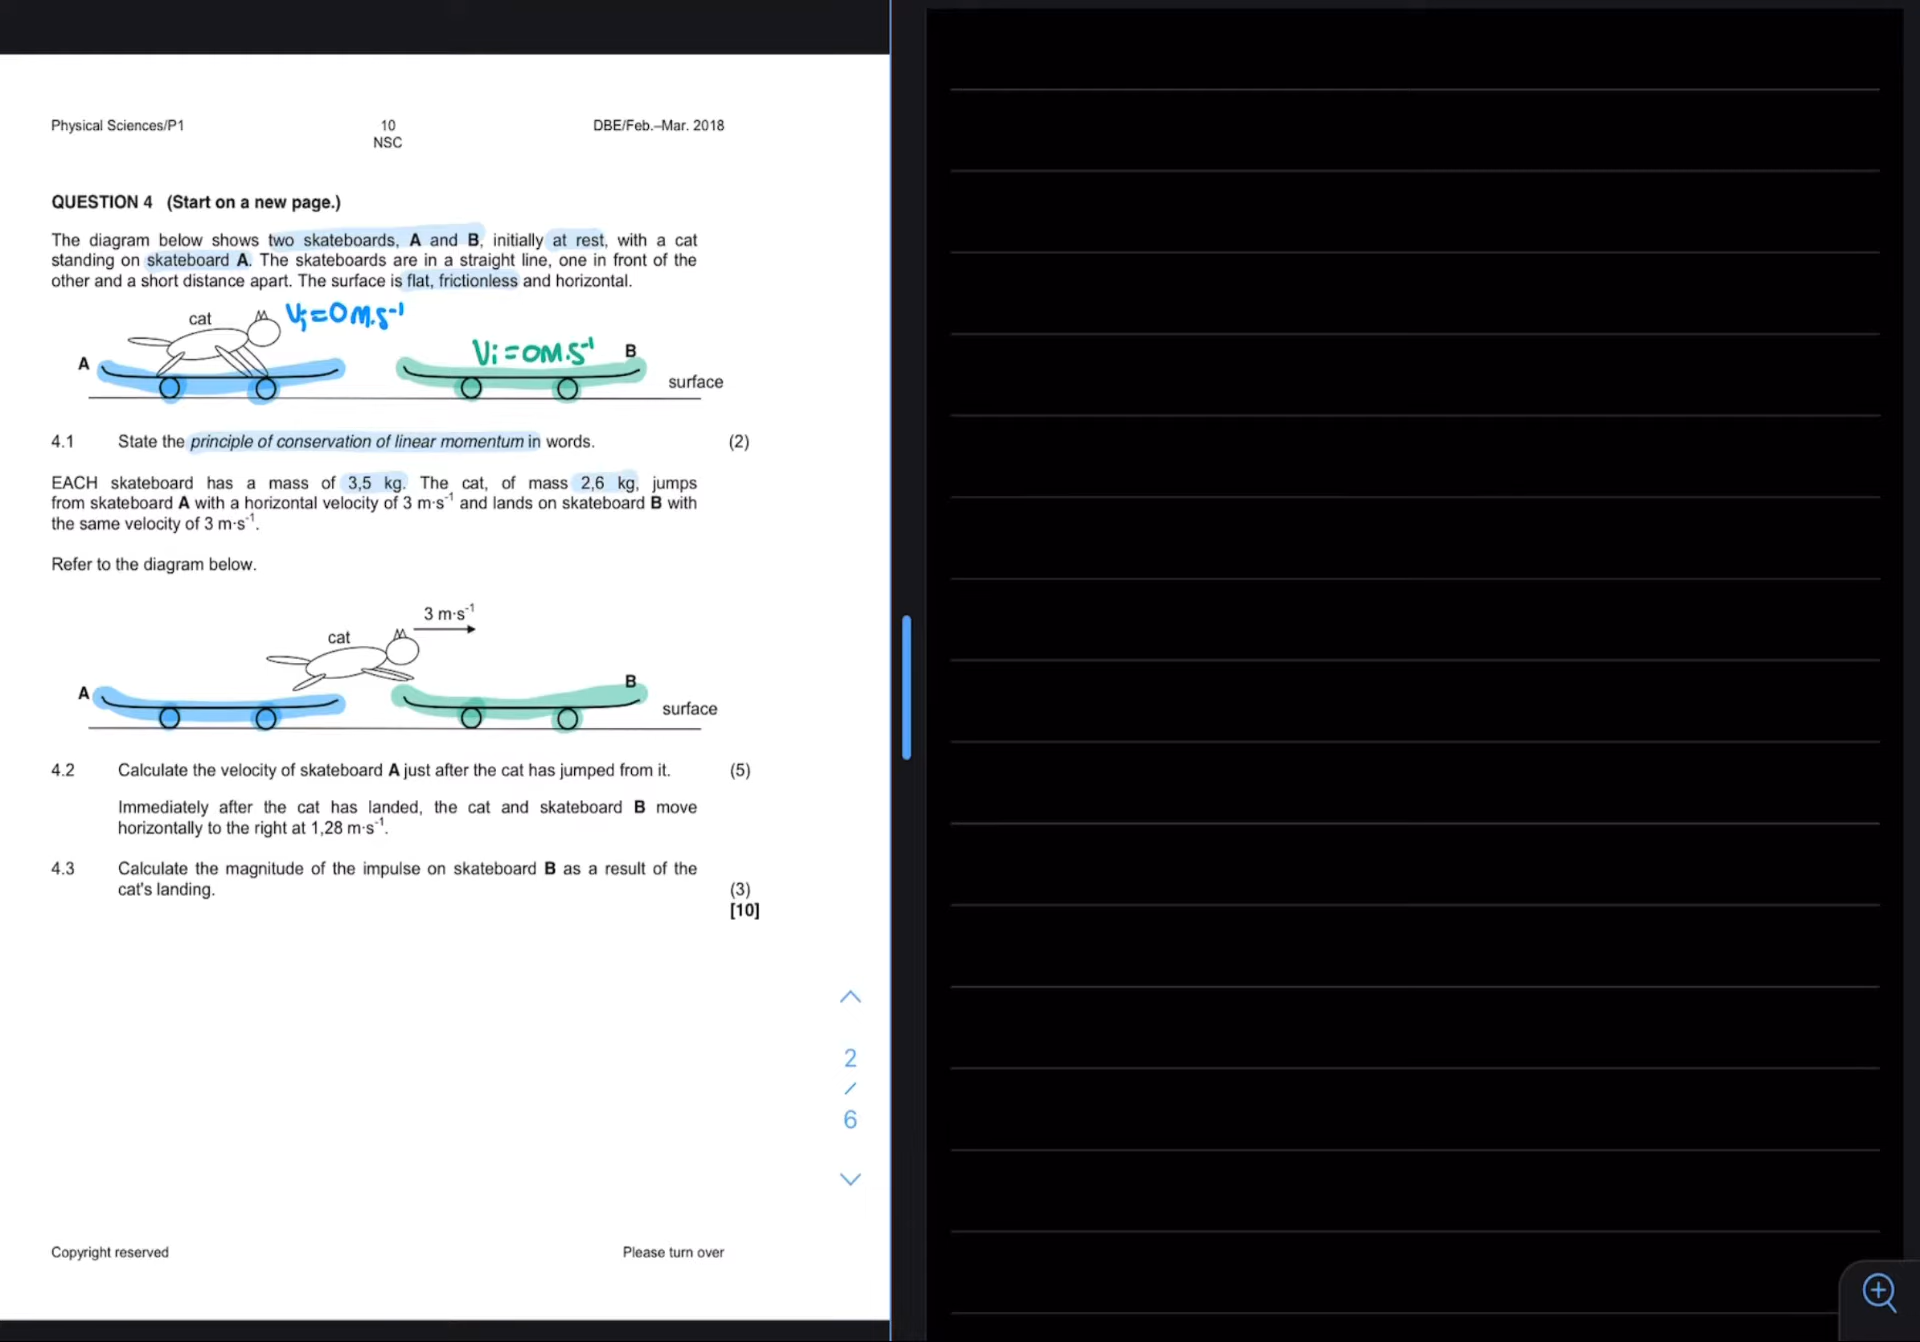 Physical Sciences/P1 10 DBE/Feb.–Mar. 2018
NSC
QUESTION 4 (Start on a new page.)
The diagram below shows two skateboards, A and B, initially at rest, with a cat
standing on skateboard A. The skateboards are in a straight line, one in front of the
other and a short distance apart. The surface is flat, frictionless and horizontal.
cat Vi=0m.s⁻¹
Vi=0m.s⁻¹ B
A
surface
4.1 State the principle of conservation of linear momentum in words. (2)
EACH skateboard has a mass of 3,5 kg. The cat, of mass 2,6 kg, jumps
from skateboard A with a horizontal velocity of 3 m·s⁻¹ and lands on skateboard B with
the same velocity of 3 m·s⁻¹.
Refer to the diagram below.
3 m·s⁻¹
cat
A B
surface
4.2 Calculate the velocity of skateboard A just after the cat has jumped from it. (5)
Immediately after the cat has landed, the cat and skateboard B move
horizontally to the right at 1,28 m·s⁻¹.
4.3 Calculate the magnitude of the impulse on skateboard B as a result of the
cat's landing. (3)
[10]
2
/
6
Copyright reserved Please turn over